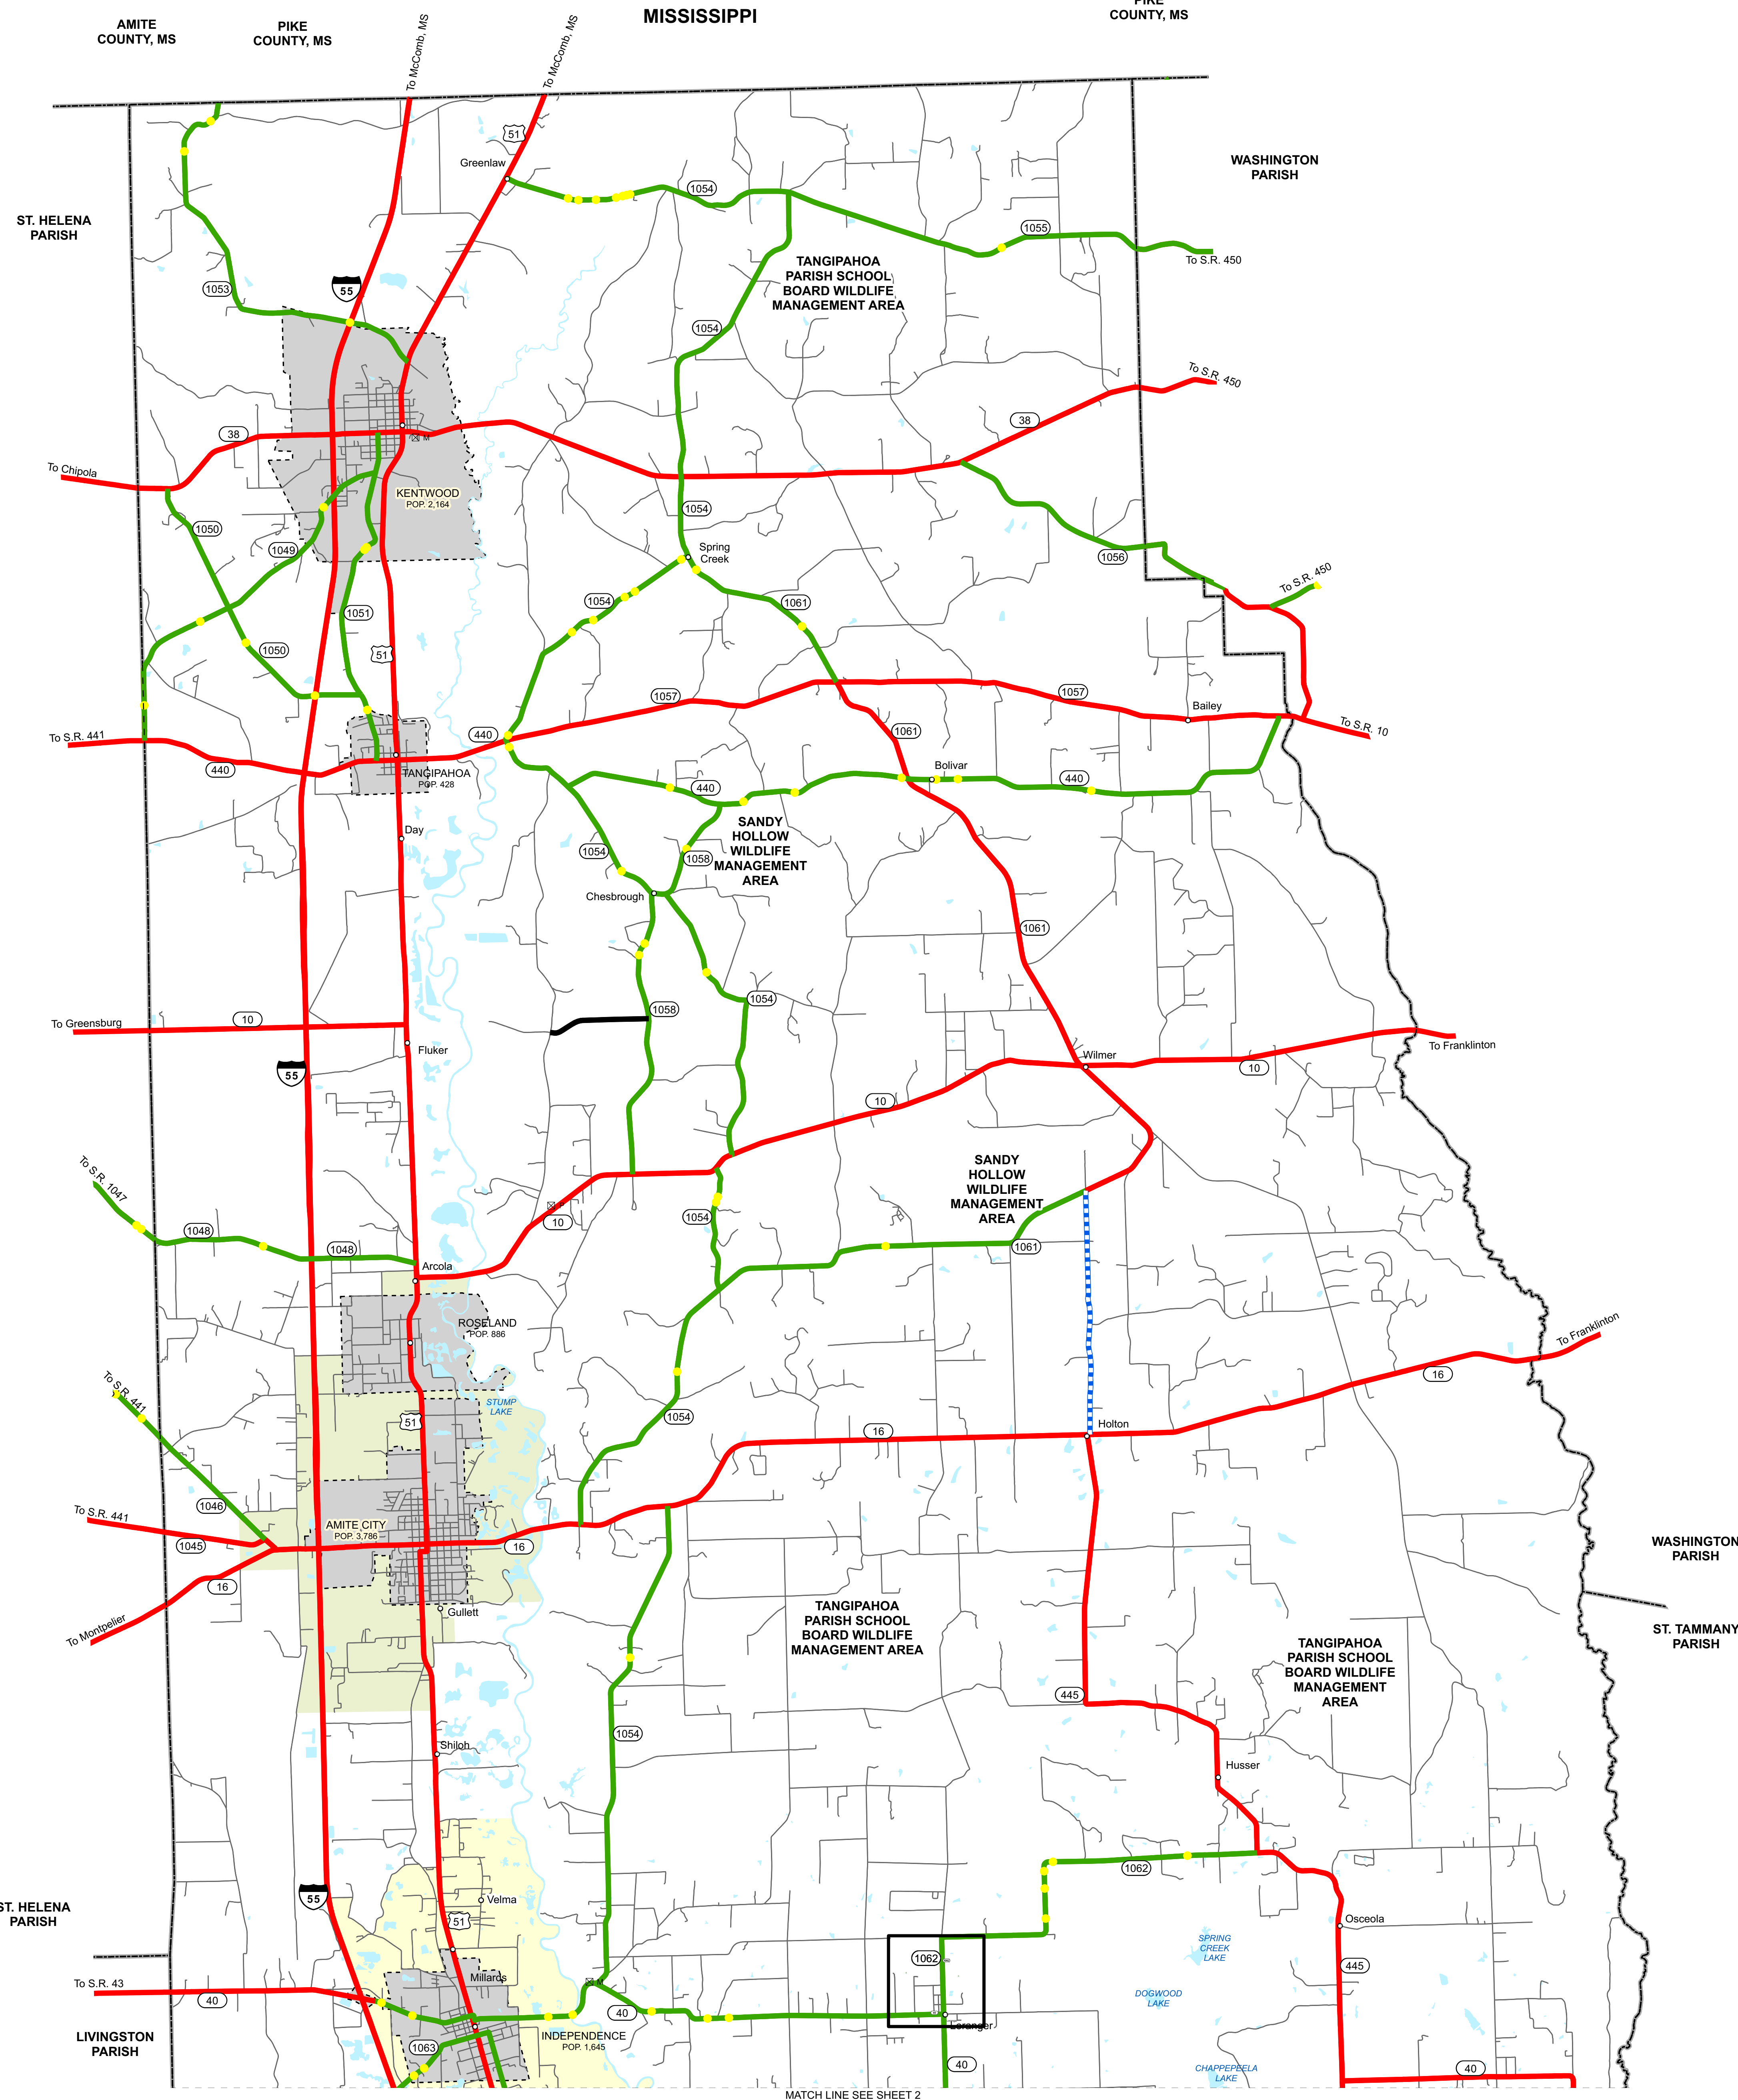 MISSISSIPPI
PIKE
COUNTY, MS
AMITE
COUNTY, MS
PIKE
COUNTY, MS
To McComb, MS
To McComb, MS
51
Greenlaw
WASHINGTON
PARISH
1054
ST. HELENA
PARISH
1055
To S.R. 450
TANGIPAHOA
PARISH SCHOOL
BOARD WILDLIFE
MANAGEMENT AREA
1053
55
1054
To S.R. 450
38
38
M
To Chipola
KENTWOOD
POP. 2,164
1054
1050
1049
Spring
Creek
1056
To S.R. 450
1054
1061
1051
1050
51
1057
1057
Bailey
To S.R. 441
440
1061
To S.R. 10
440
TANGIPAHOA
POP. 428
Bolivar
440
440
SANDY
HOLLOW
WILDLIFE
MANAGEMENT
AREA
Day
1054
1058
Chesbrough
1061
1054
1058
To Greensburg
10
Fluker
To Franklinton
Wilmer
10
55
10
To S.R. 1047
SANDY
HOLLOW
WILDLIFE
MANAGEMENT
AREA
10
1054
1048
1048
1061
Arcola
ROSELAND
POP. 886
To Franklinton
16
To S.R. 441
STUMP
LAKE
51
1054
Holton
16
1046
To S.R. 441
AMITE CITY
POP. 3,786
1045
16
WASHINGTON
PARISH
16
Gullett
To Montpelier
TANGIPAHOA
PARISH SCHOOL
BOARD WILDLIFE
MANAGEMENT AREA
ST. TAMMANY
PARISH
TANGIPAHOA
PARISH SCHOOL
BOARD WILDLIFE
MANAGEMENT
AREA
445
1054
Shiloh
Husser
1062
55
Velma
ST. HELENA
PARISH
51
Osceola
SPRING
CREEK
LAKE
1062
445
Millards
M
To S.R. 43
40
DOGWOOD
LAKE
40
Loranger
LIVINGSTON
PARISH
INDEPENDENCE
POP. 1,645
1063
40
CHAPPEPEELA
LAKE
40
MATCH LINE SEE SHEET 2